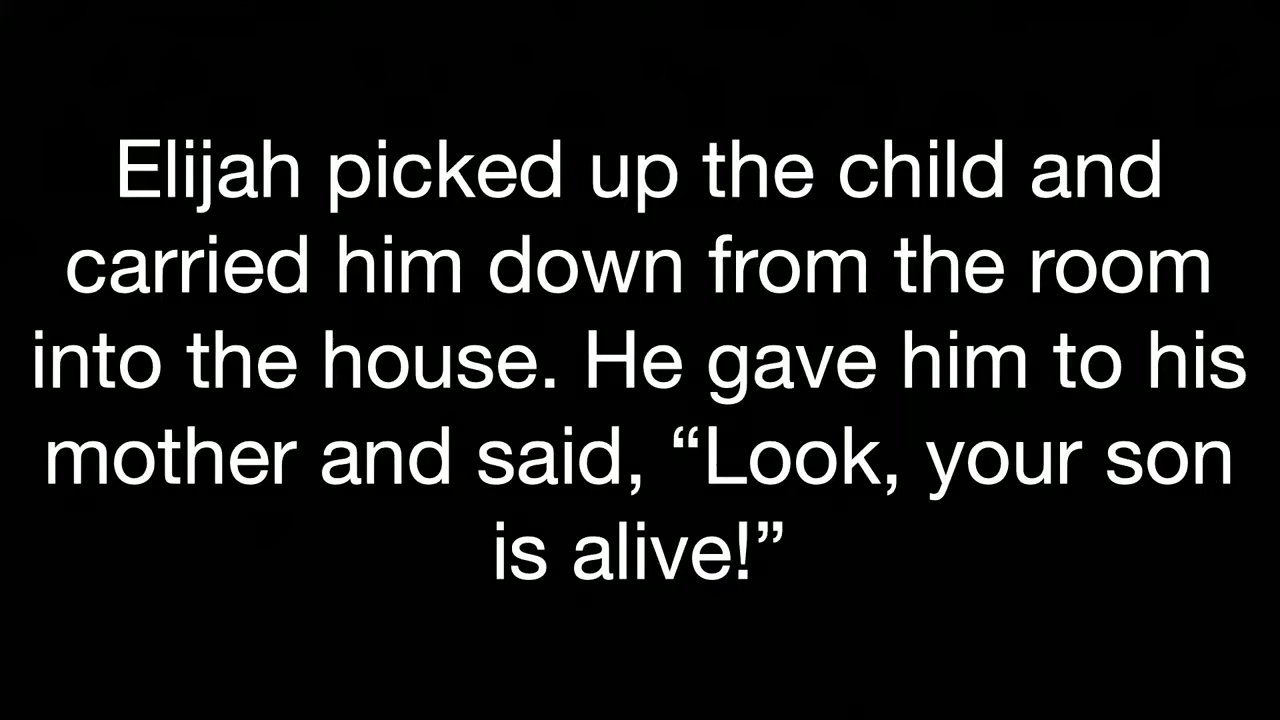 Elijah picked up the child and
carried him down from the room
into the house. He gave him to his
mother and said, “Look, your son
is alive!”